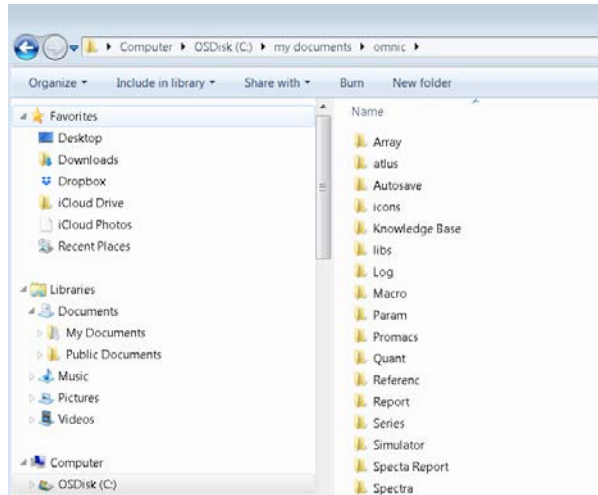 Computer ▸ OSDisk (C:) ▸ my documents ▸ omnic ▸
Organize Include in library Share with Burn New folder
Favorites
Desktop
Downloads
Dropbox
iCloud Drive
iCloud Photos
Recent Places
Libraries
Documents
My Documents
Public Documents
Music
Pictures
Videos
Computer
OSDisk (C:)
Name
Array
atlus
Autosave
icons
Knowledge Base
libs
Log
Macro
Param
Promacs
Quant
Referenc
Report
Series
Simulator
Specta Report
Spectra